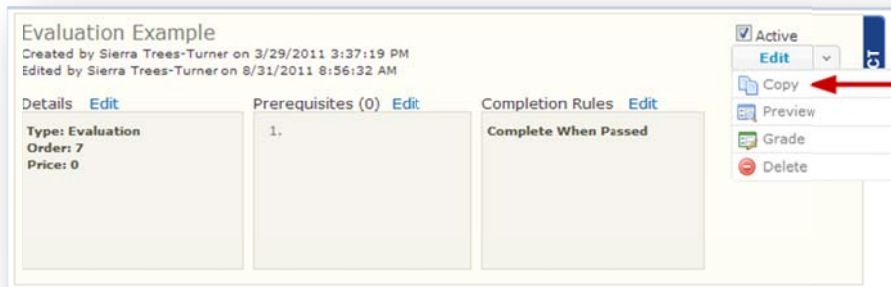 Evaluation Example
Created by Sierra Trees-Turner on 3/29/2011 3:37:19 PM
Edited by Sierra Trees-Turner on 8/31/2011 8:56:32 AM
Active
Edit
Copy
Preview
Grade
Delete
CT
Details Edit
Type: Evaluation
Order: 7
Price: 0
Prerequisites (0) Edit
1.
Completion Rules Edit
Complete When Passed